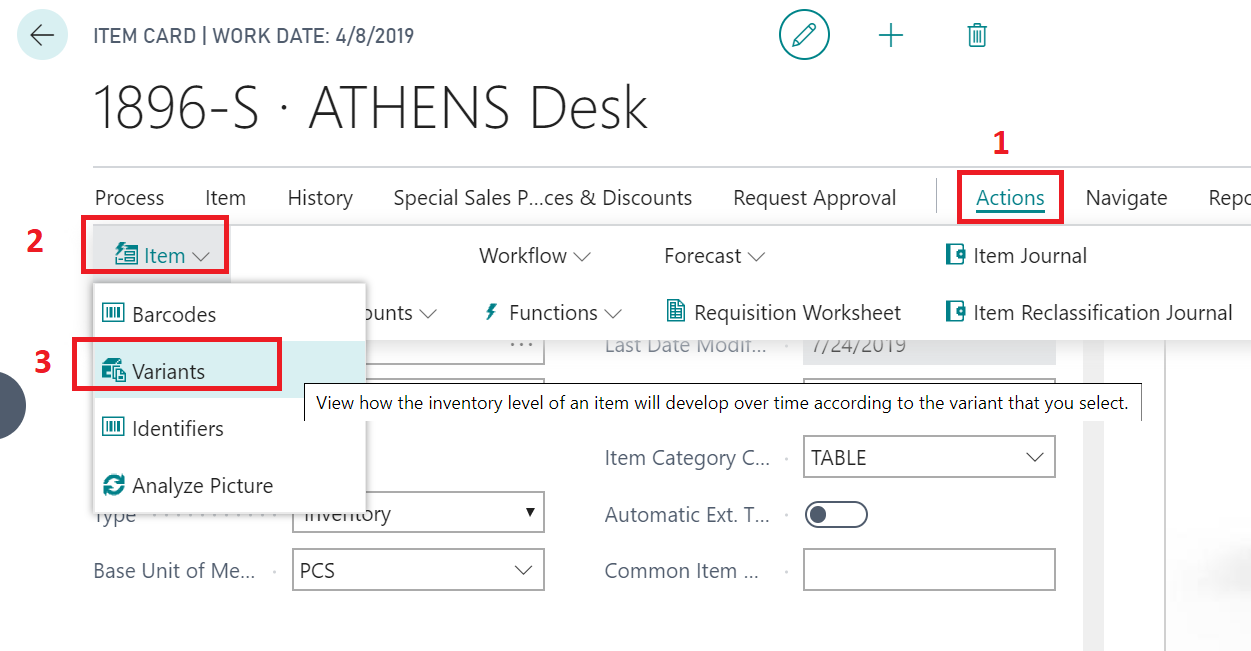 ITEM CARD | WORK DATE: 4/8/2019
1896-S · ATHENS Desk
1
Process Item History Special Sales P...ces & Discounts Request Approval Actions Navigate Repo
2
Item Workflow Forecast Item Journal
Barcodes ounts Functions Requisition Worksheet Item Reclassification Journal
Last Date Modif... 7/24/2019
3
Variants
View how the inventory level of an item will develop over time according to the variant that you select.
Identifiers
Item Category C... TABLE
Analyze Picture
Type Inventory Automatic Ext. T...
Base Unit of Me... PCS Common Item ...